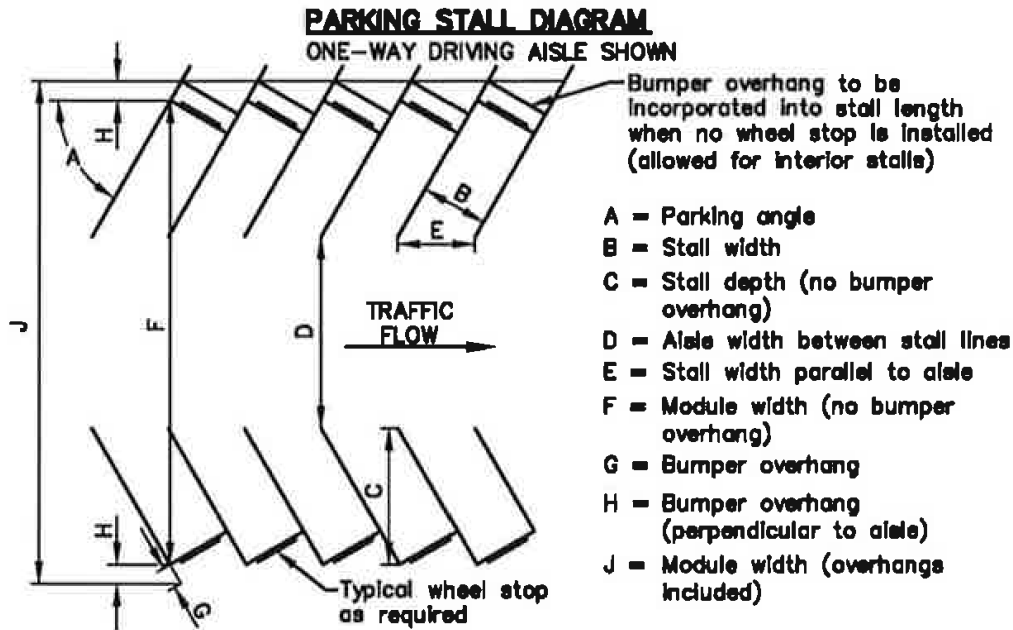 PARKING STALL DIAGRAM
ONE-WAY DRIVING AISLE SHOWN
Bumper overhang to be
incorporated into stall length
when no wheel stop is installed
(allowed for interior stalls)
H
A
B
E
A = Parking angle
B = Stall width
C = Stall depth (no bumper
overhang)
D = Aisle width between stall lines
E = Stall width parallel to aisle
F = Module width (no bumper
overhang)
G = Bumper overhang
H = Bumper overhang
(perpendicular to aisle)
J = Module width (overhangs
included)
J
F
D
TRAFFIC
FLOW
C
H
G
Typical wheel stop
as required